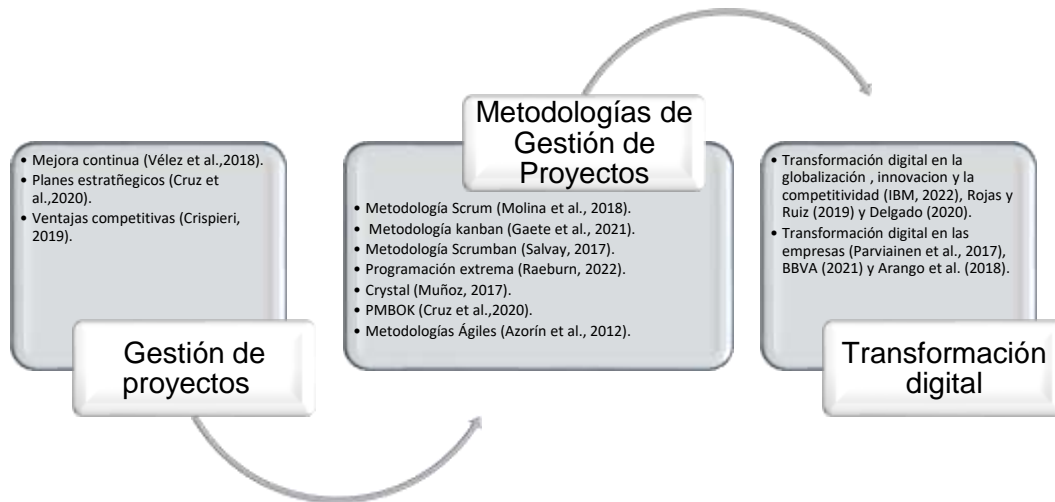 • Mejora continua (Vélez et al.,2018).
• Planes estratñegicos (Cruz et
al.,2020).
• Ventajas competitivas (Crispieri,
2019).
Gestión de
proyectos
Metodologías de
Gestión de
Proyectos
• Metodología Scrum (Molina et al., 2018).
• Metodología kanban (Gaete et al., 2021).
• Metodología Scrumban (Salvay, 2017).
• Programación extrema (Raeburn, 2022).
• Crystal (Muñoz, 2017).
• PMBOK (Cruz et al.,2020).
• Metodologías Ágiles (Azorín et al., 2012).
• Transformación digital en la
globalización , innovacion y la
competitividad (IBM, 2022), Rojas y
Ruiz (2019) y Delgado (2020).
• Transformación digital en las
empresas (Parviainen et al., 2017),
BBVA (2021) y Arango et al. (2018).
Transformación
digital